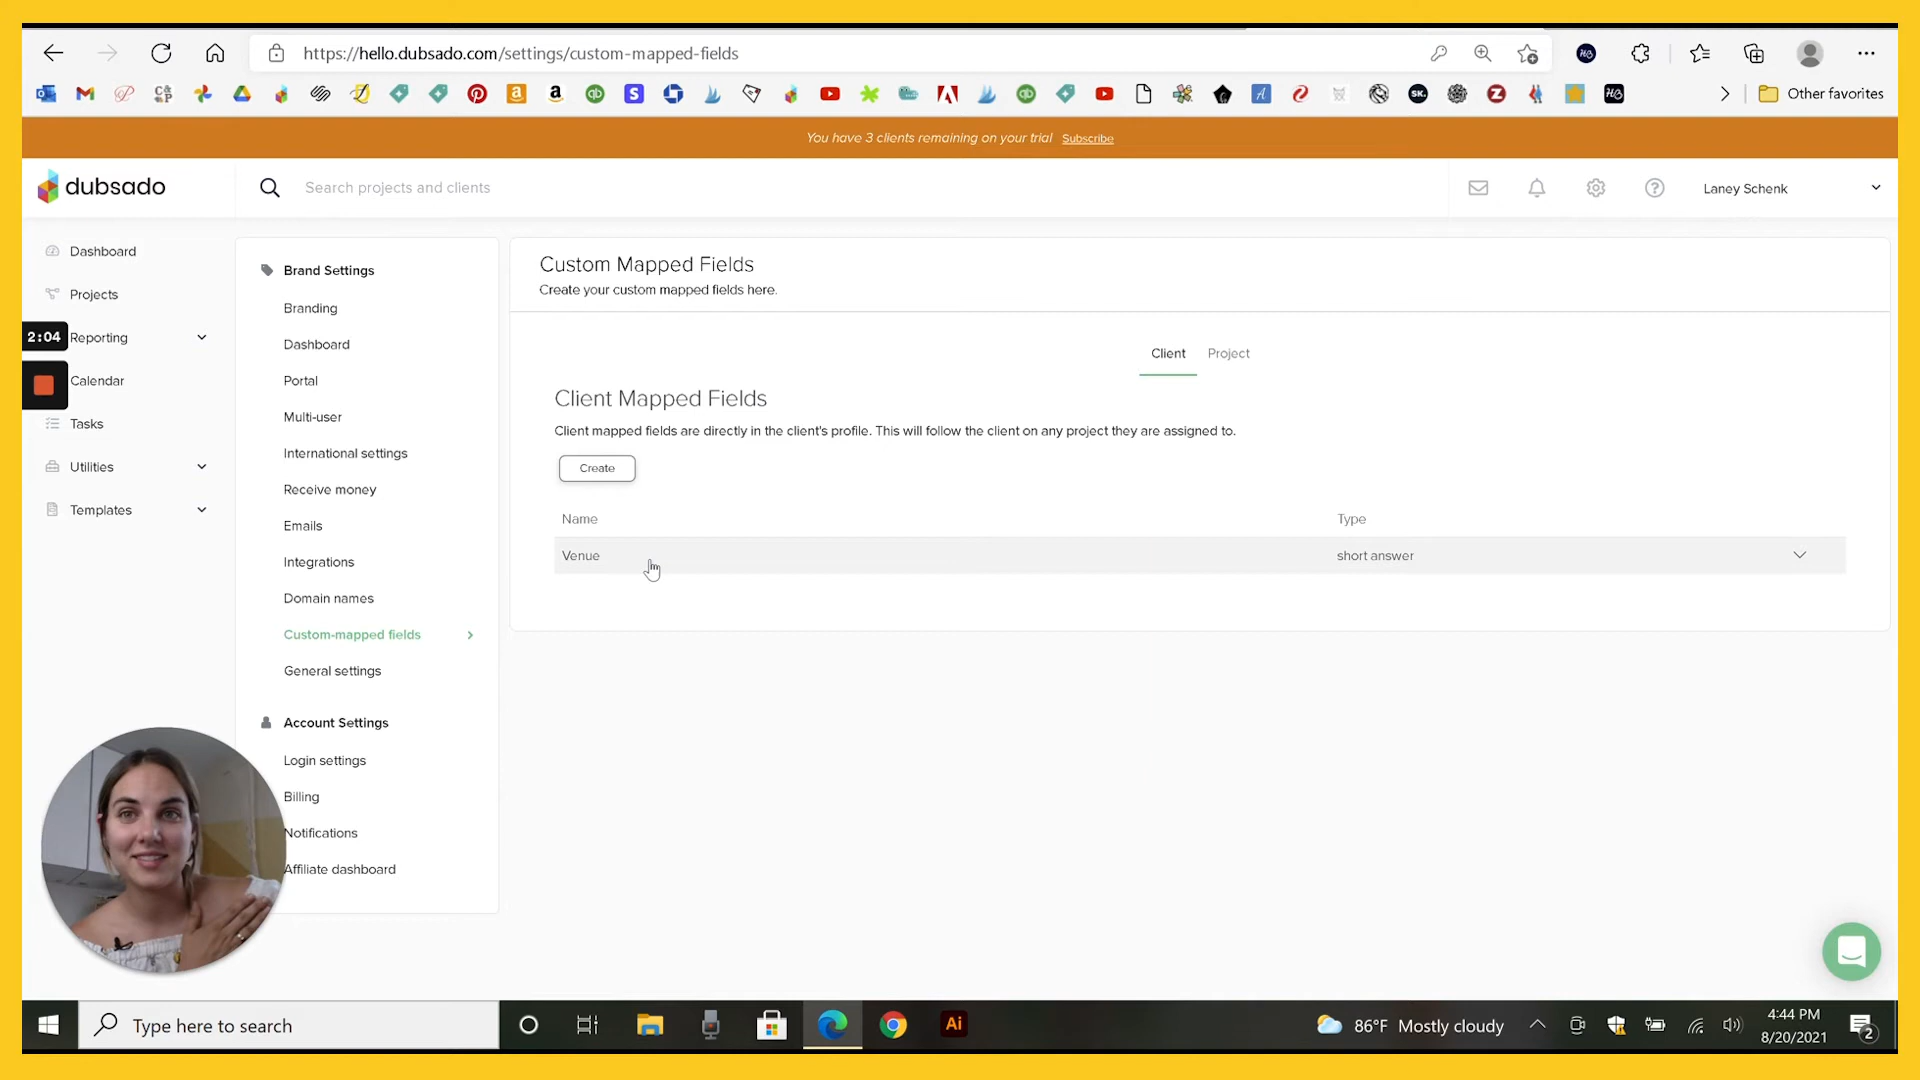 https://hello.dubsado.com/settings/custom-mapped-fields
Other favorites
You have 3 clients remaining on your trial Subscribe
dubsado
Search projects and clients
Laney Schenk
Dashboard
Projects
2:04
Reporting
Calendar
Tasks
Utilities
Templates
Brand Settings
Branding
Dashboard
Portal
Multi-user
International settings
Receive money
Emails
Integrations
Domain names
Custom-mapped fields
General settings
Account Settings
Login settings
Billing
Notifications
Affiliate dashboard
Custom Mapped Fields
Create your custom mapped fields here.
Client Project
Client Mapped Fields
Client mapped fields are directly in the client's profile. This will follow the client on any project they are assigned to.
Create
Name Type
Venue short answer
Type here to search
Ai
86°F Mostly cloudy
4:44 PM
8/20/2021
2